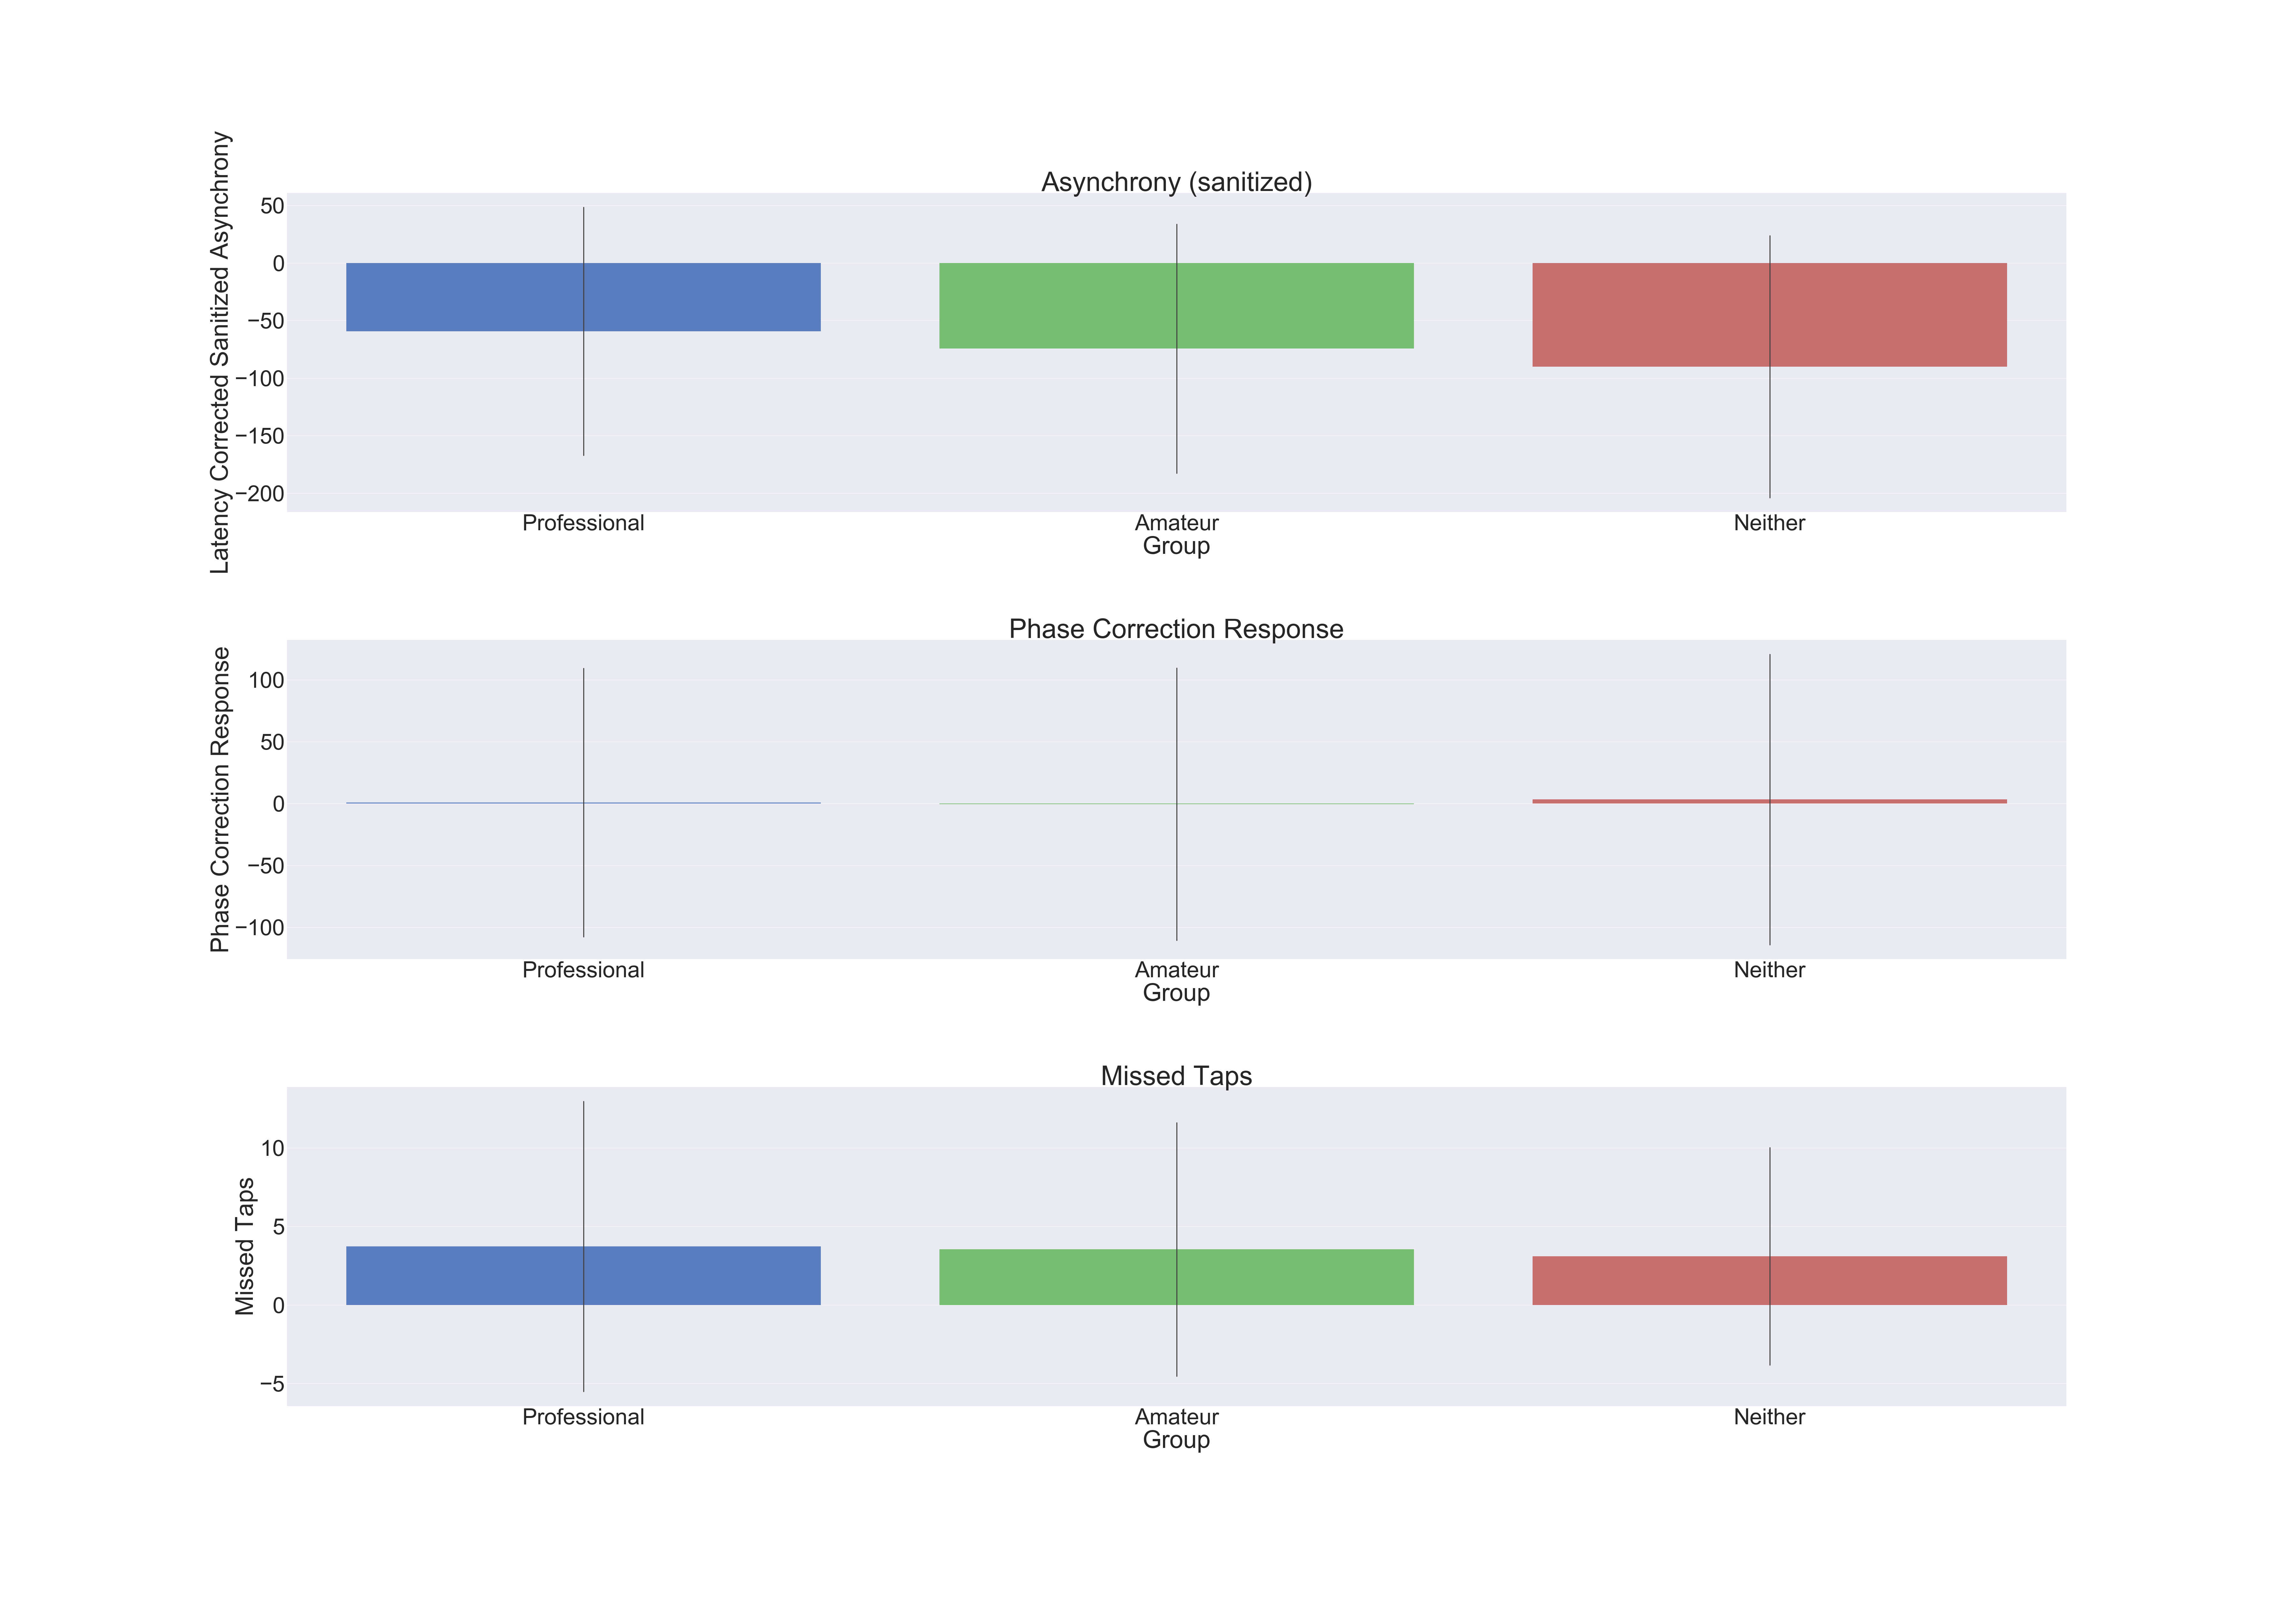 Asynchrony (sanitized)
Latency Corrected Sanitized Asynchrony
50
0
−50
−100
−150
−200
Professional
Amateur
Neither
Group
Phase Correction Response
Phase Correction Response
100
50
0
−50
−100
Professional
Amateur
Neither
Group
Missed Taps
Missed Taps
10
5
0
−5
Professional
Amateur
Neither
Group